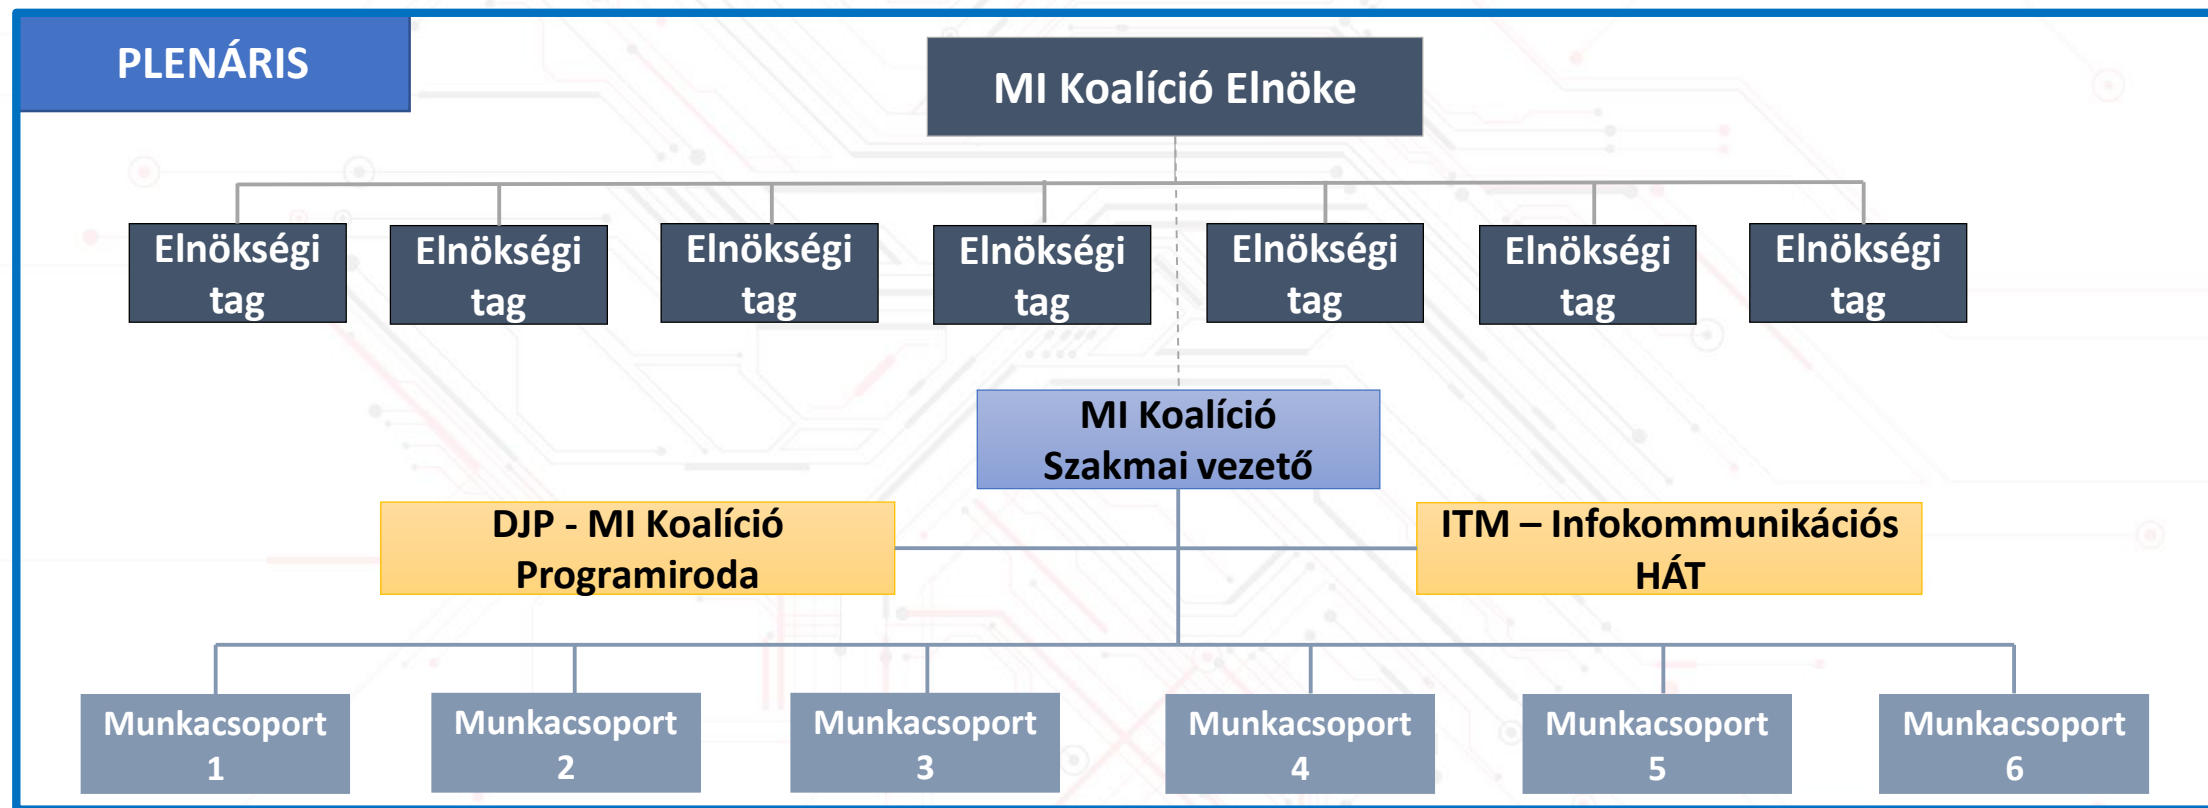 PLENÁRIS
MI Koalíció Elnöke
Elnökségi
tag
Elnökségi
tag
Elnökségi
tag
Elnökségi
tag
Elnökségi
tag
Elnökségi
tag
Elnökségi
tag
MI Koalíció
Szakmai vezető
DJP - MI Koalíció
Programiroda
ITM – Infokommunikációs
HÁT
Munkacsoport
1
Munkacsoport
2
Munkacsoport
3
Munkacsoport
4
Munkacsoport
5
Munkacsoport
6